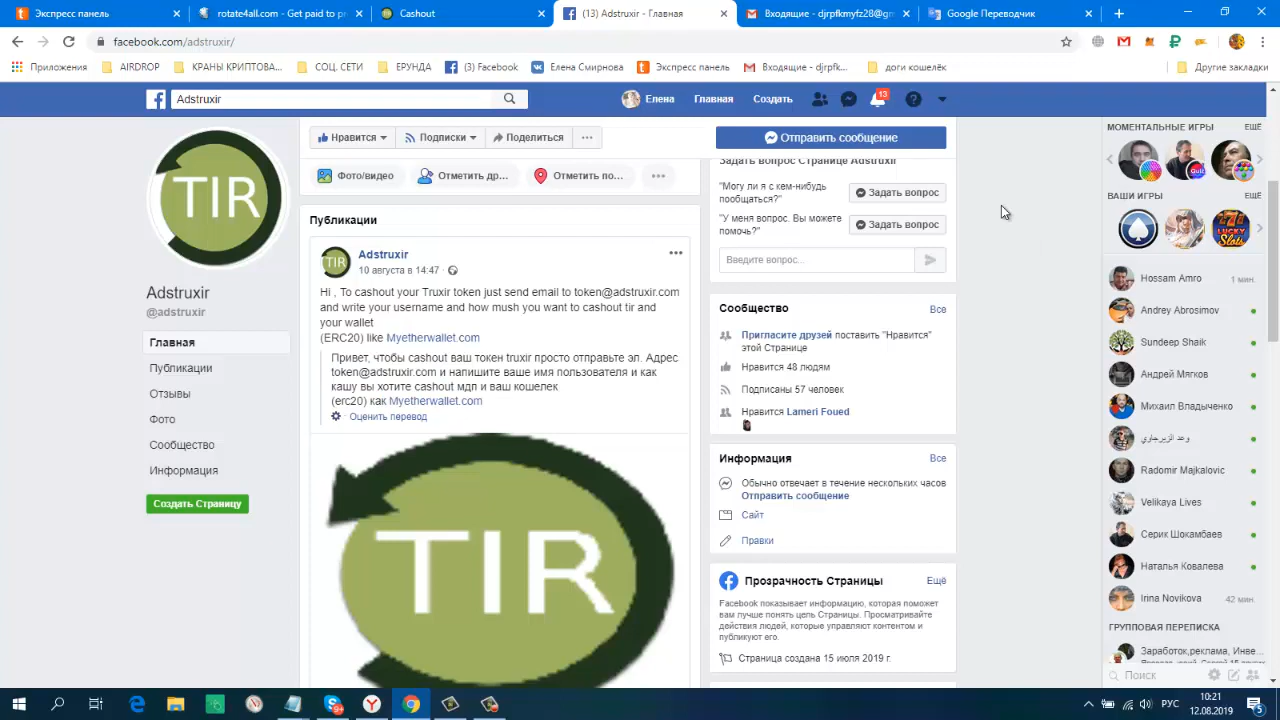 Экспресс панель
rotate4all.com - Get paid to pr
Cashout
(13) Adstruxir - Главная
Входящие - djrpfkmyfz28@gm
Google Переводчик
facebook.com/adstruxir/
Приложения
AIRDROP
КРАНЫ КРИПТОВА...
СОЦ. СЕТИ
ЕРУНДА
(3) Facebook
Елена Смирнова
Экспресс панель
Входящие - djrpfk...
доги кошелёк
Другие закладки
Adstruxir
Елена
Главная
Создать
13
TIR
Adstruxir
@adstruxir
Главная
Публикации
Отзывы
Фото
Сообщество
Информация
Создать Страницу
Нравится
Подписки
Поделиться
...
Отправить сообщение
Фото/видео
Отметить др...
Отметить по...
...
Публикации
TIR
Adstruxir
10 августа в 14:47
Hi , To cashout your Truxir token just send email to token@adstruxir.com
and write your username and how mush you want to cashout tir and
your wallet
(ERC20) like Myetherwallet.com
Привет, чтобы cashout ваш токен truxir просто отправьте эл. Адрес
token@adstruxir.com и напишите ваше имя пользователя и как
кашу вы хотите cashout мдп и ваш кошелек
(erc20) как Myetherwallet.com
Оценить перевод
TIR
Задать вопрос Странице Adstruxir
"Могу ли я с кем-нибудь
пообщаться?"
Задать вопрос
"У меня вопрос. Вы можете
помочь?"
Задать вопрос
Введите вопрос...
Сообщество
Все
Пригласите друзей поставить "Нравится"
этой Странице
Нравится 48 людям
Подписаны 57 человек
Нравится Lameri Foued
Информация
Все
Обычно отвечает в течение нескольких часов
Отправить сообщение
Сайт
Правки
Прозрачность Страницы
Ещё
Facebook показывает информацию, которая поможет
вам лучше понять цель Страницы. Просматривайте
действия людей, которые управляют контентом и
публикуют его.
Страница создана 15 июля 2019 г.
МОМЕНТАЛЬНЫЕ ИГРЫ
ЕЩЁ
ВАШИ ИГРЫ
ЕЩЁ
Hossam Amro
1 мин.
Andrey Abrosimov
Sundeep Shaik
Андрей Мягков
Михаил Владыченко
وعد الزيرجاوي
Radomir Majkalovic
Velikaya Lives
Серик Шокамбаев
Наталья Ковалева
Irina Novikova
42 мин.
ГРУППОВАЯ ПЕРЕПИСКА
Заработок,реклама, Инве...
Поиск
РУС
10:21
12.08.2019
5